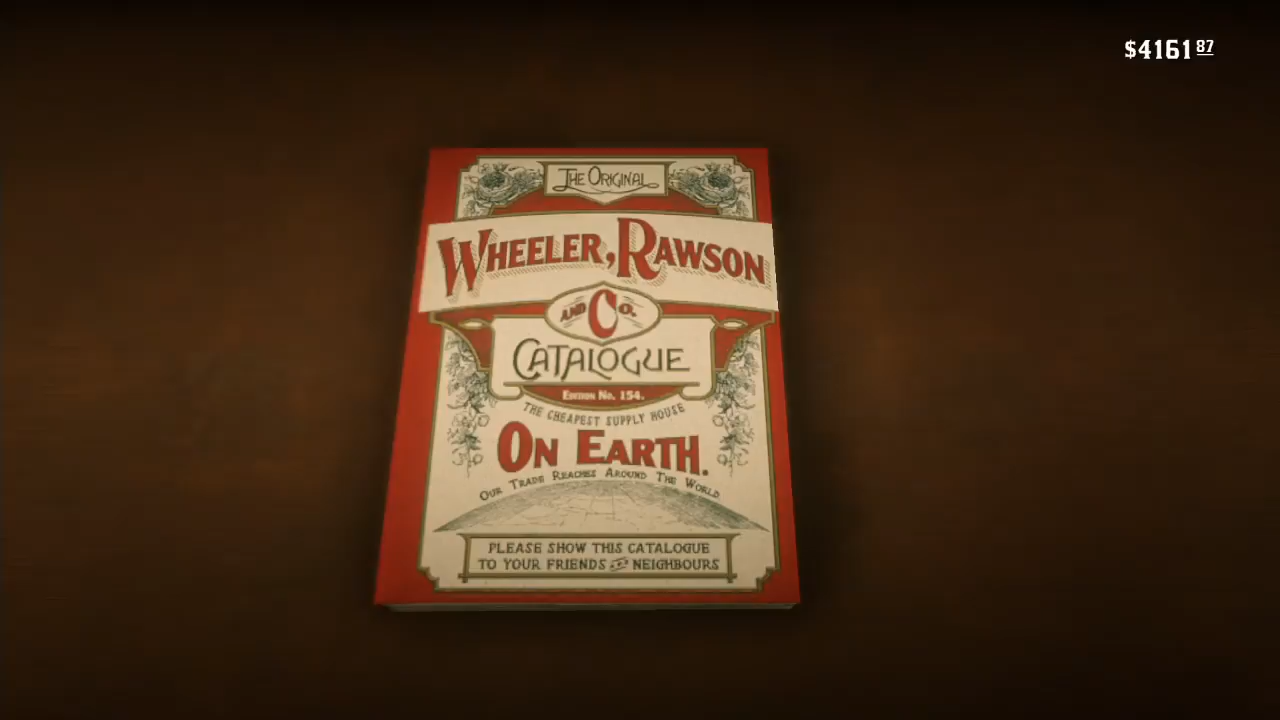 $4161 87
The Original
Wheeler, Rawson
and Co.
Catalogue
Edition No. 154.
The Cheapest Supply House
On Earth.
Our Trade Reaches Around The World
PLEASE SHOW THIS CATALOGUE
TO YOUR FRIENDS AND NEIGHBOURS